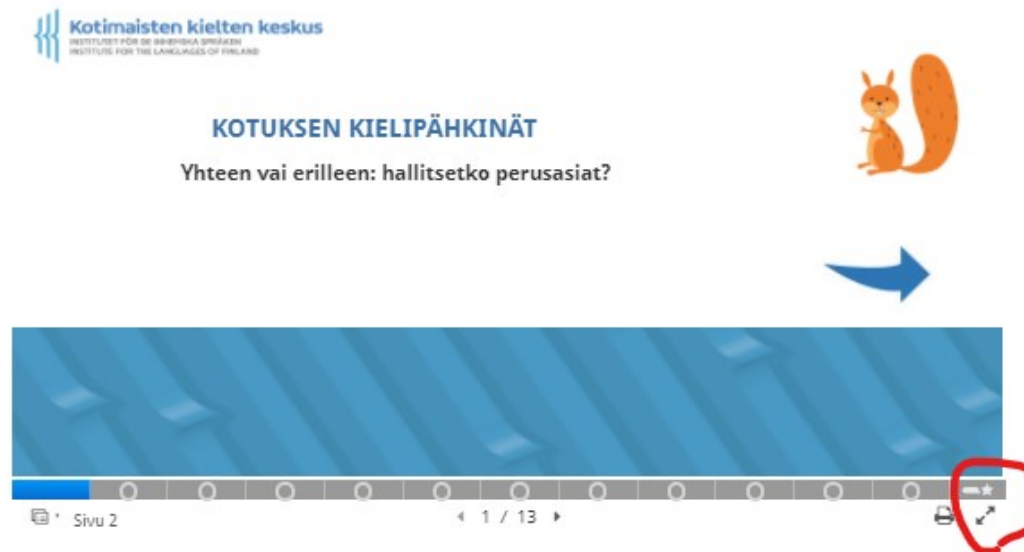 Kotimaisten kielten keskus
INSTITUTET FÖR DE INHEMSKA SPRÅKEN
INSTITUTE FOR THE LANGUAGES OF FINLAND
KOTUKSEN KIELIPÄHKINÄT
Yhteen vai erilleen: hallitsetko perusasiat?
Sivu 2
1 / 13